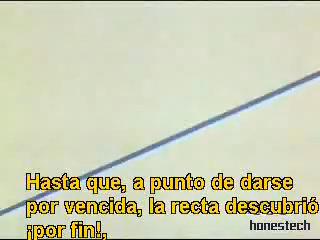 Hasta que, a punto de darse
por vencida, la recta descubrió
¡por fin!,
honestech